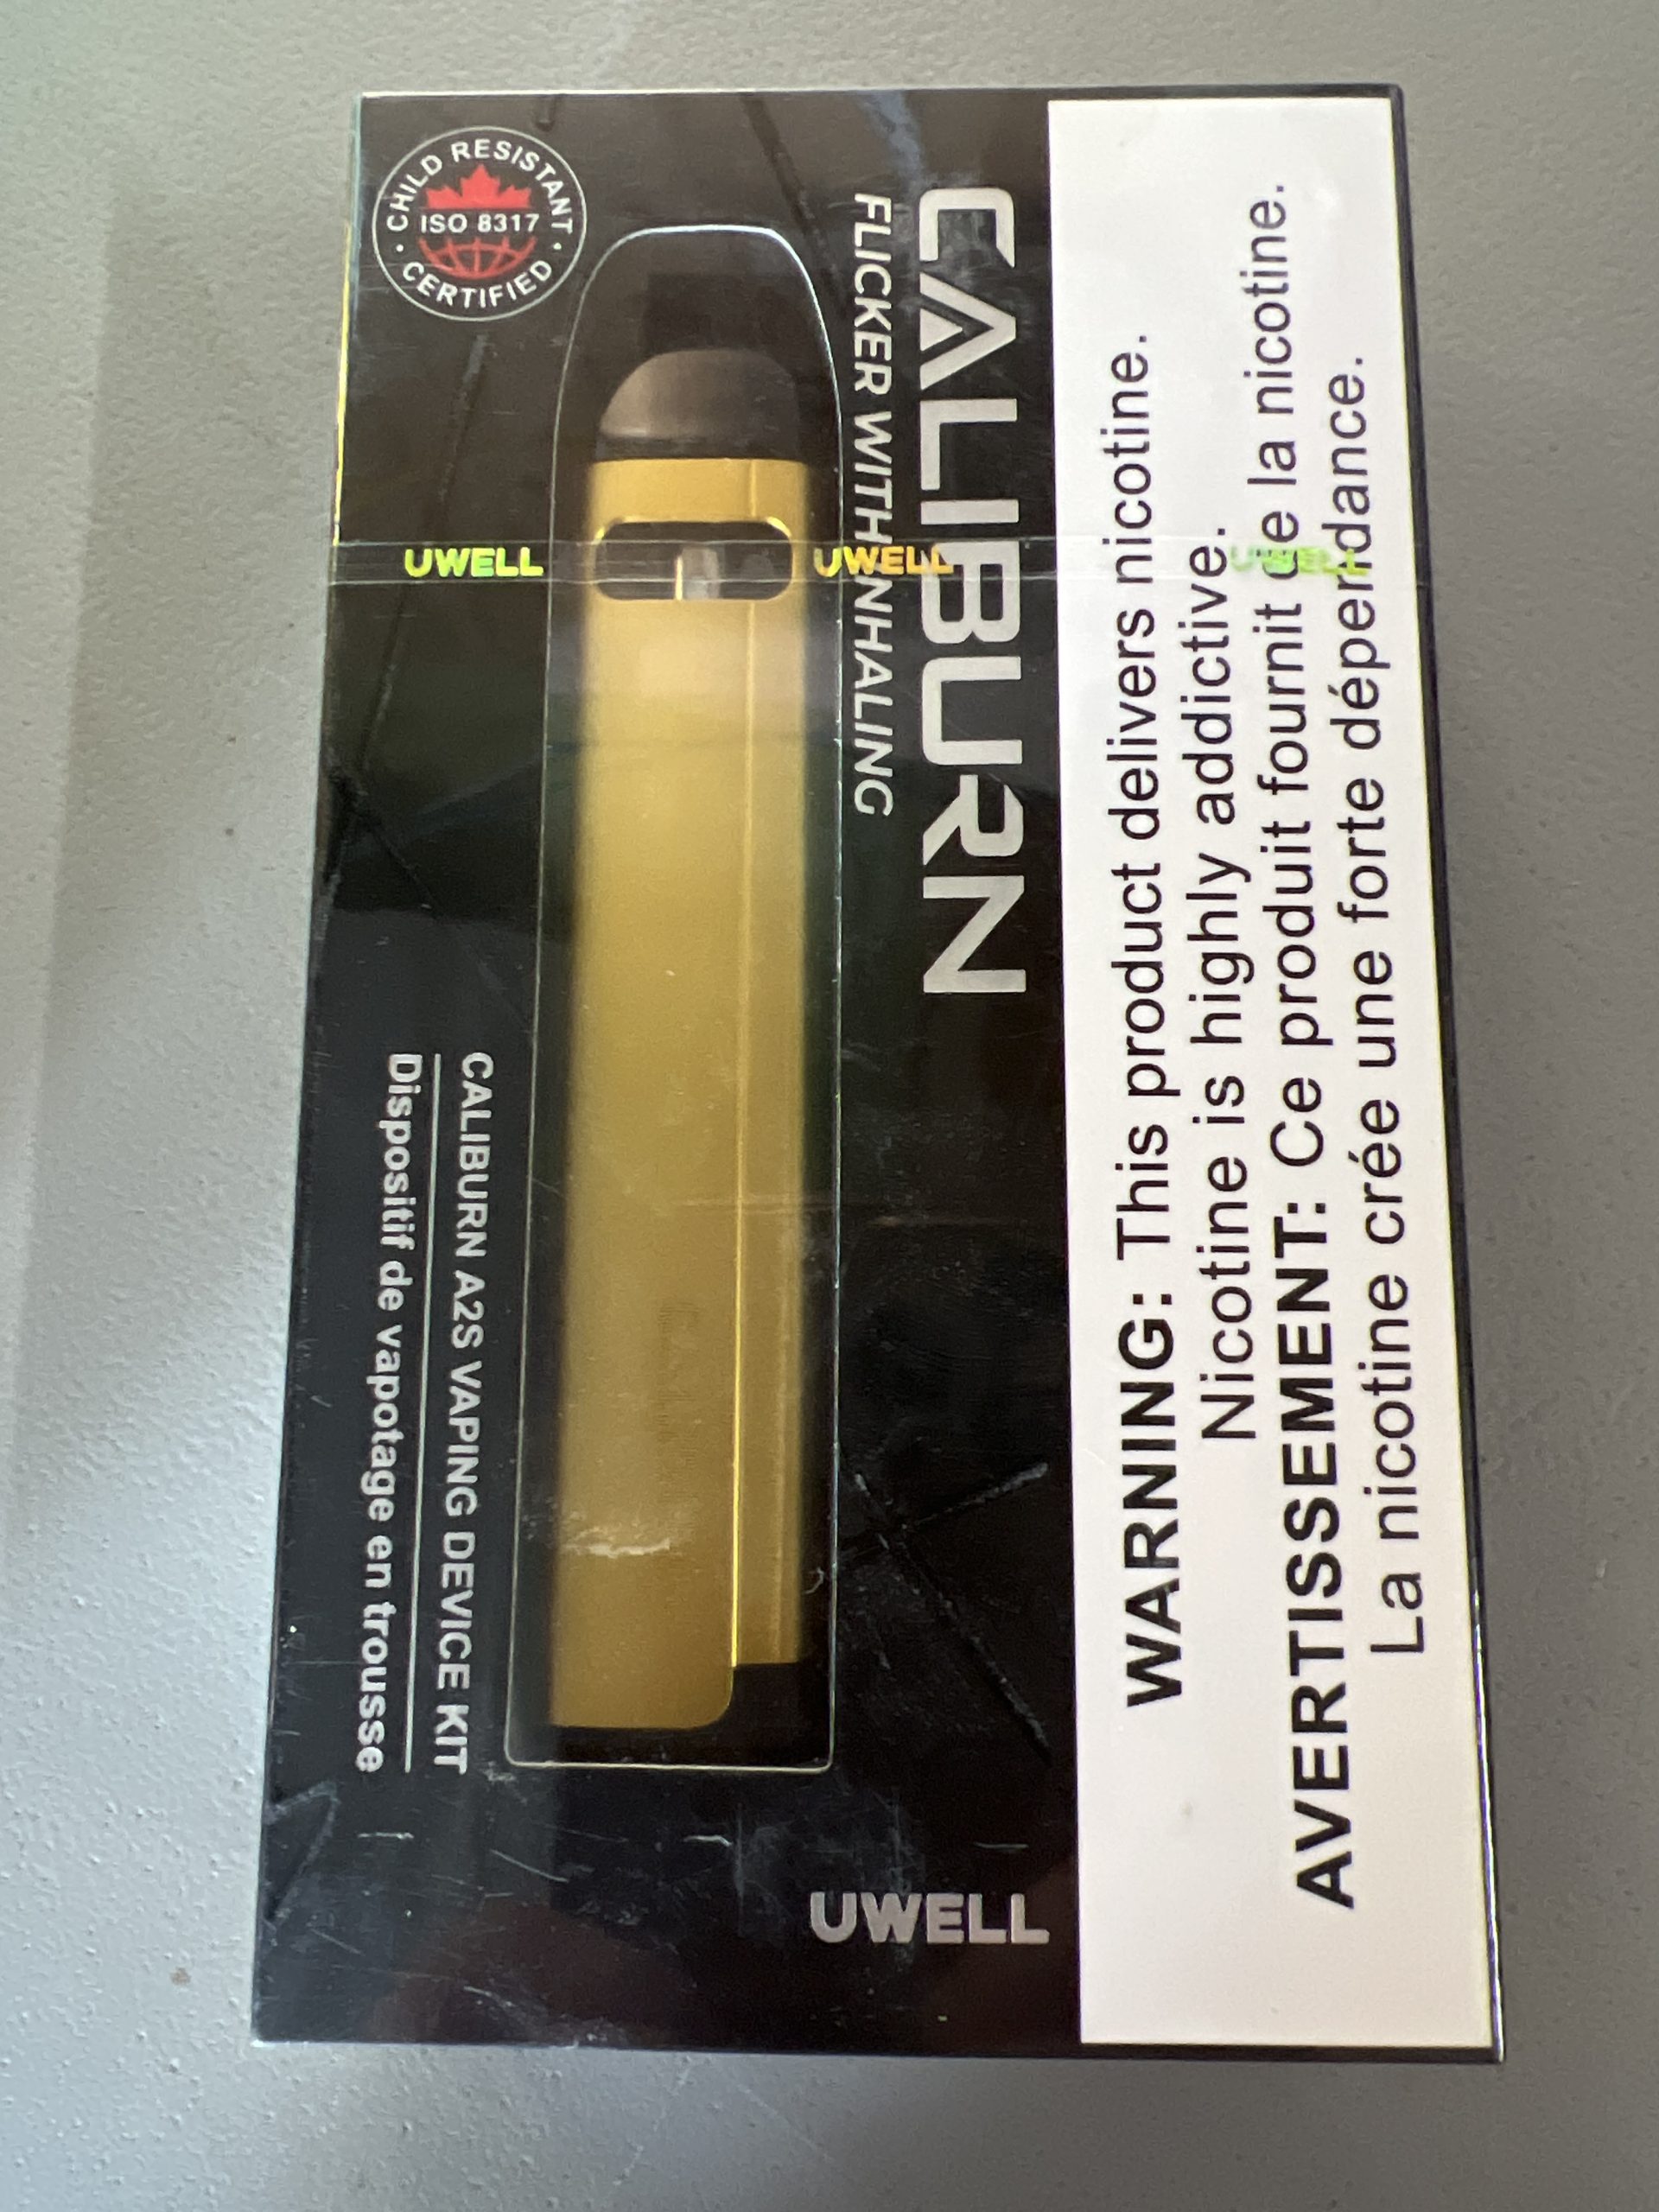 CALIBURN
FLICKER WITH INHALING
CHILD RESISTANT
ISO 8317
CERTIFIED
UWELL
UWELL
UWELL
CALIBURN A2S VAPING DEVICE KIT
Dispositif de vapotage en trousse
UWELL
WARNING: This product delivers nicotine.
Nicotine is highly addictive.
AVERTISSEMENT: Ce produit fournit de la nicotine.
La nicotine crée une forte dépendance.